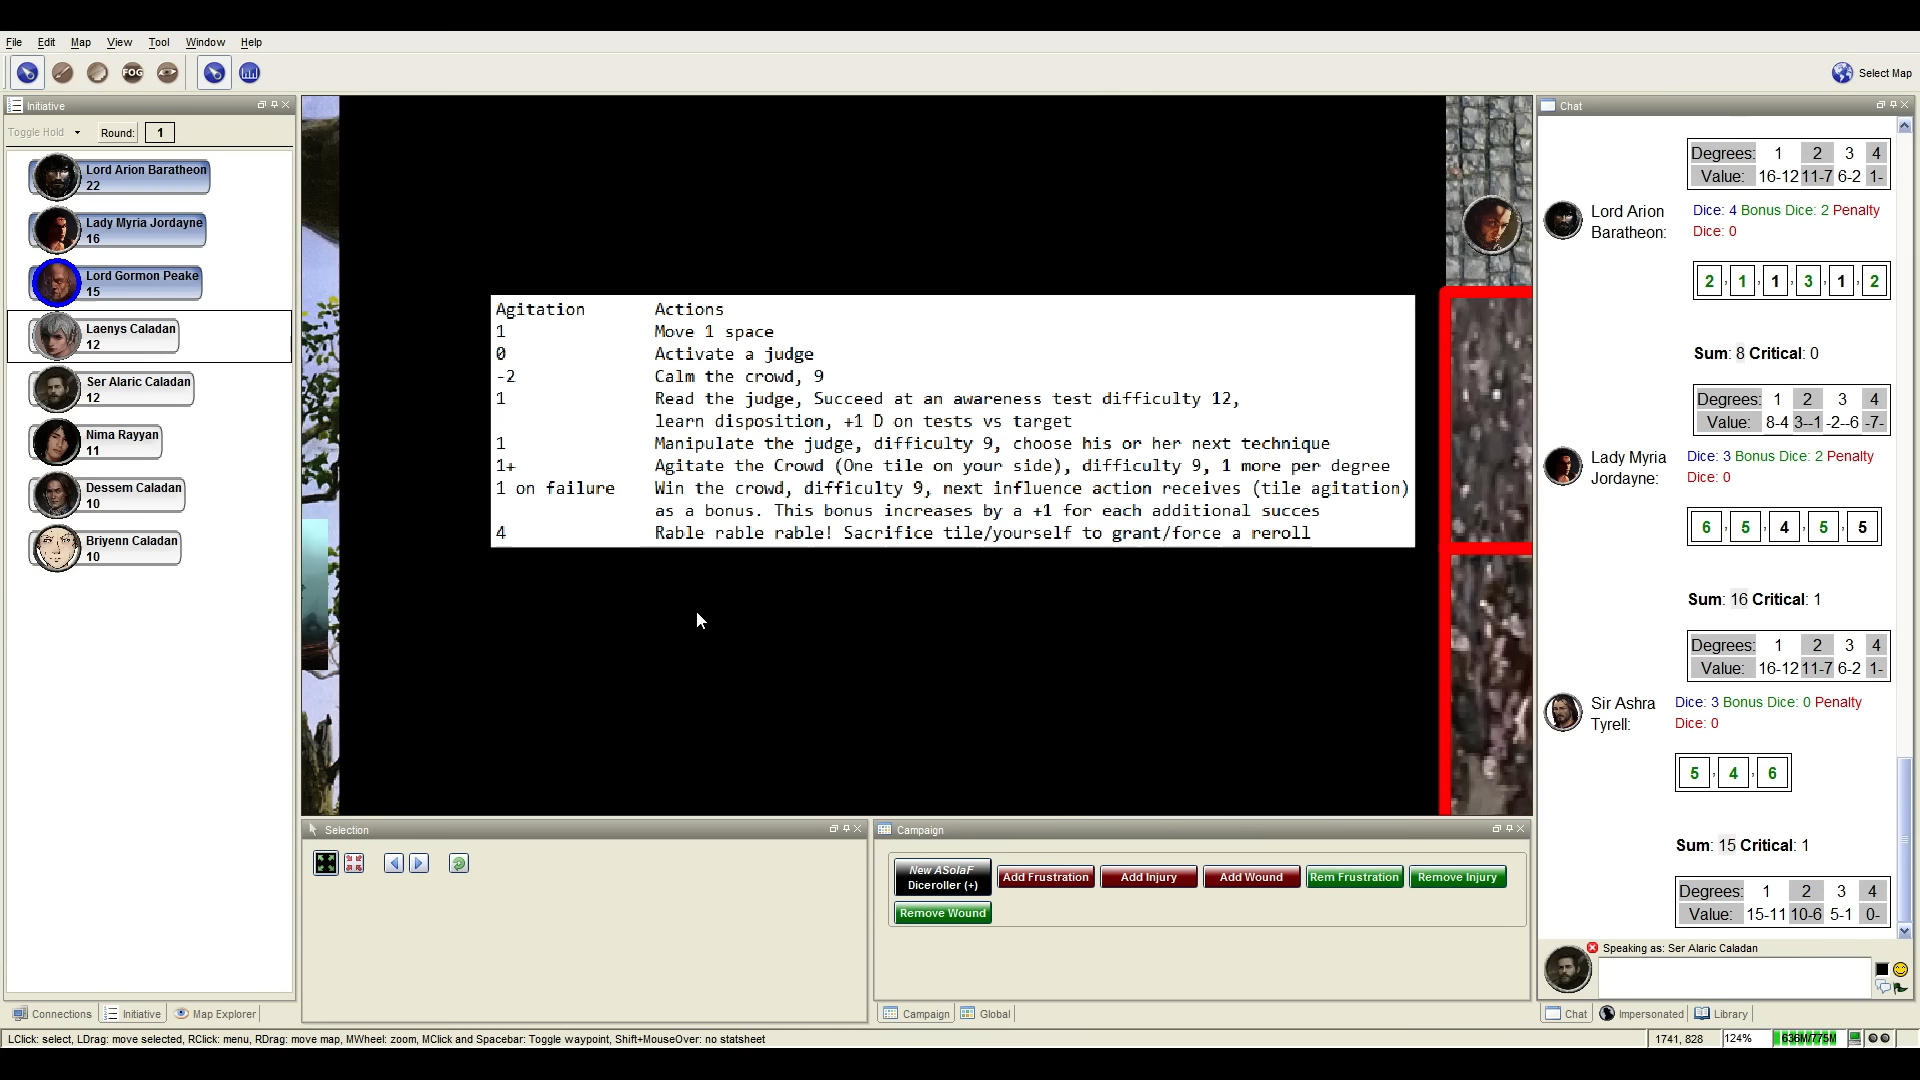 File Edit Map View Tool Window Help
FOG
Select Map
Initiative
Toggle Hold Round: 1
Lord Arion Baratheon
22
Lady Myria Jordayne
16
Lord Gormon Peake
15
Laenys Caladan
12
Ser Alaric Caladan
12
Nima Rayyan
11
Dessem Caladan
10
Briyenn Caladan
10
Connections Initiative Map Explorer
Agitation Actions
1 Move 1 space
0 Activate a judge
-2 Calm the crowd, 9
1 Read the judge, Succeed at an awareness test difficulty 12,
learn disposition, +1 D on tests vs target
1 Manipulate the judge, difficulty 9, choose his or her next technique
1+ Agitate the Crowd (One tile on your side), difficulty 9, 1 more per degree
1 on failure Win the crowd, difficulty 9, next influence action receives (tile agitation)
as a bonus. This bonus increases by a +1 for each additional succes
4 Rable rable rable! Sacrifice tile/yourself to grant/force a reroll
Selection
Campaign
New ASoIaF
Diceroller (+)
Add Frustration Add Injury Add Wound Rem Frustration Remove Injury
Remove Wound
Campaign Global
Chat
Degrees: 1 2 3 4
Value: 16-12 11-7 6-2 1-
Lord Arion
Baratheon:
Dice: 4 Bonus Dice: 2 Penalty
Dice: 0
2 , 1 , 1 , 3 , 1 , 2
Sum: 8 Critical: 0
Degrees: 1 2 3 4
Value: 8-4 3--1 -2--6 -7-
Lady Myria
Jordayne:
Dice: 3 Bonus Dice: 2 Penalty
Dice: 0
6 , 5 , 4 , 5 , 5
Sum: 16 Critical: 1
Degrees: 1 2 3 4
Value: 16-12 11-7 6-2 1-
Sir Ashra
Tyrell:
Dice: 3 Bonus Dice: 0 Penalty
Dice: 0
5 , 4 , 6
Sum: 15 Critical: 1
Degrees: 1 2 3 4
Value: 15-11 10-6 5-1 0-
Speaking as: Ser Alaric Caladan
Chat Impersonated Library
LClick: select, LDrag: move selected, RClick: menu, RDrag: move map, MWheel: zoom, MClick and Spacebar: Toggle waypoint, Shift+MouseOver: no statsheet
1741, 828 124% 636M/775M